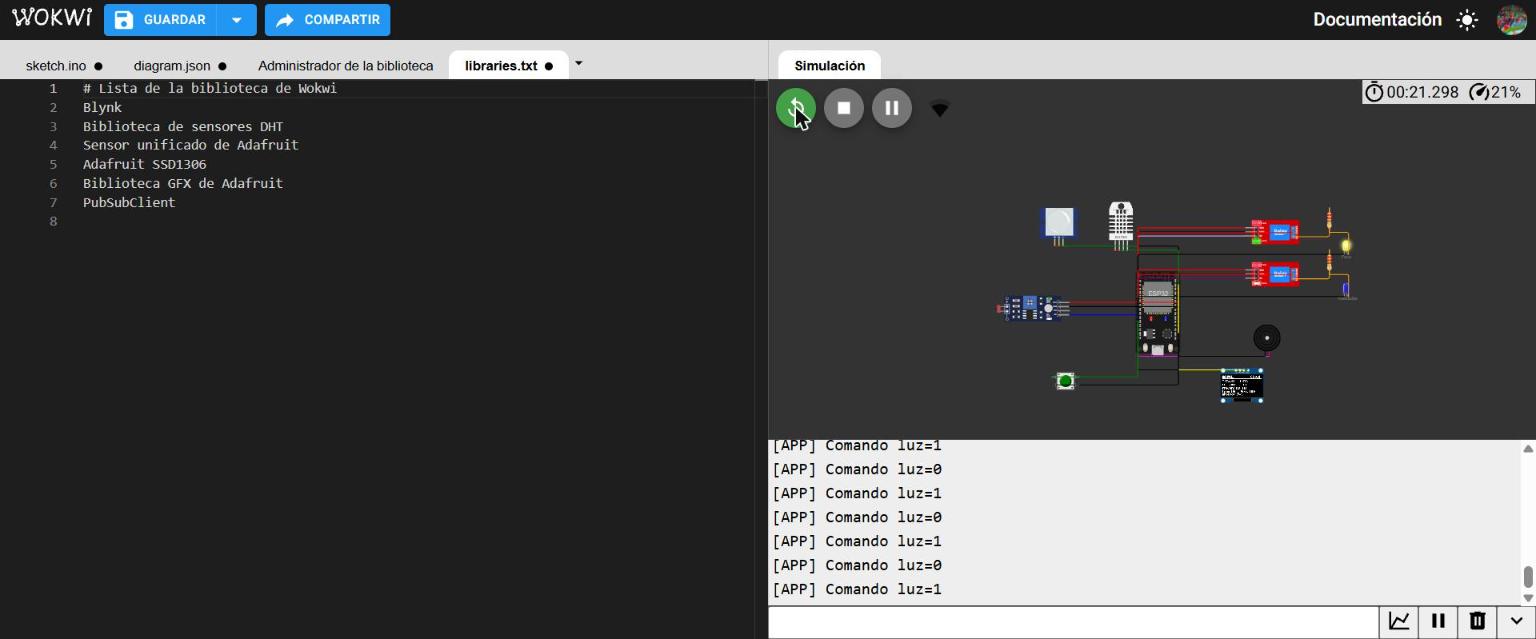 WOKWI
GUARDAR
COMPARTIR
Documentación
sketch.ino ●
diagram.json ●
Administrador de la biblioteca
libraries.txt ●
Simulación
1 # Lista de la biblioteca de Wokwi
2 Blynk
3 Biblioteca de sensores DHT
4 Sensor unificado de Adafruit
5 Adafruit SSD1306
6 Biblioteca GFX de Adafruit
7 PubSubClient
8
00:21.298 21%
ESP32
[APP] Comando luz=1
[APP] Comando luz=0
[APP] Comando luz=1
[APP] Comando luz=0
[APP] Comando luz=1
[APP] Comando luz=0
[APP] Comando luz=1